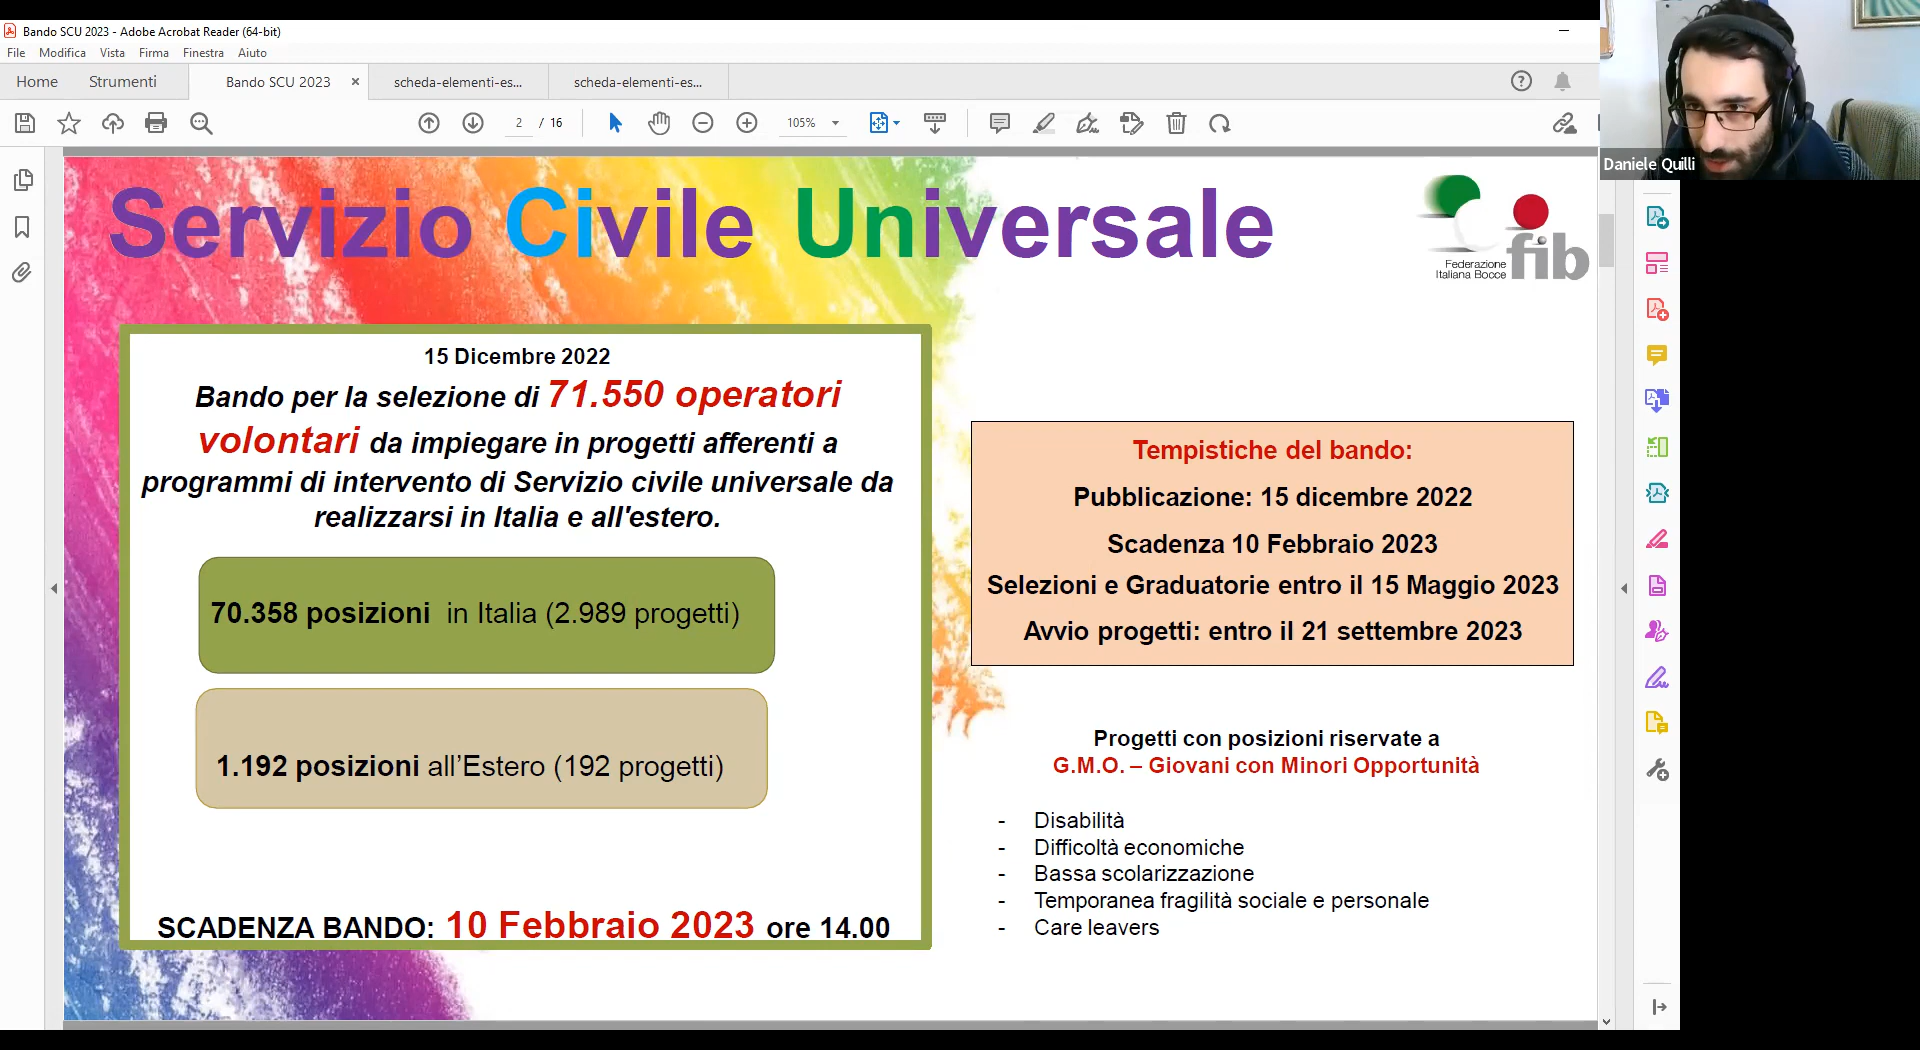 Bando SCU 2023 - Adobe Acrobat Reader (64-bit)
File Modifica Vista Firma Finestra Aiuto
Home Strumenti Bando SCU 2023 × scheda-elementi-es... scheda-elementi-es...
2 / 16 105%
Daniele Quilli
Servizio Civile Universale
Federazione
Italiana Bocce
fib
15 Dicembre 2022
Bando per la selezione di 71.550 operatori
volontari da impiegare in progetti afferenti a
programmi di intervento di Servizio civile universale da
realizzarsi in Italia e all'estero.
70.358 posizioni in Italia (2.989 progetti)
1.192 posizioni all’Estero (192 progetti)
SCADENZA BANDO: 10 Febbraio 2023 ore 14.00
Tempistiche del bando:
Pubblicazione: 15 dicembre 2022
Scadenza 10 Febbraio 2023
Selezioni e Graduatorie entro il 15 Maggio 2023
Avvio progetti: entro il 21 settembre 2023
Progetti con posizioni riservate a
G.M.O. – Giovani con Minori Opportunità
- Disabilità
- Difficoltà economiche
- Bassa scolarizzazione
- Temporanea fragilità sociale e personale
- Care leavers